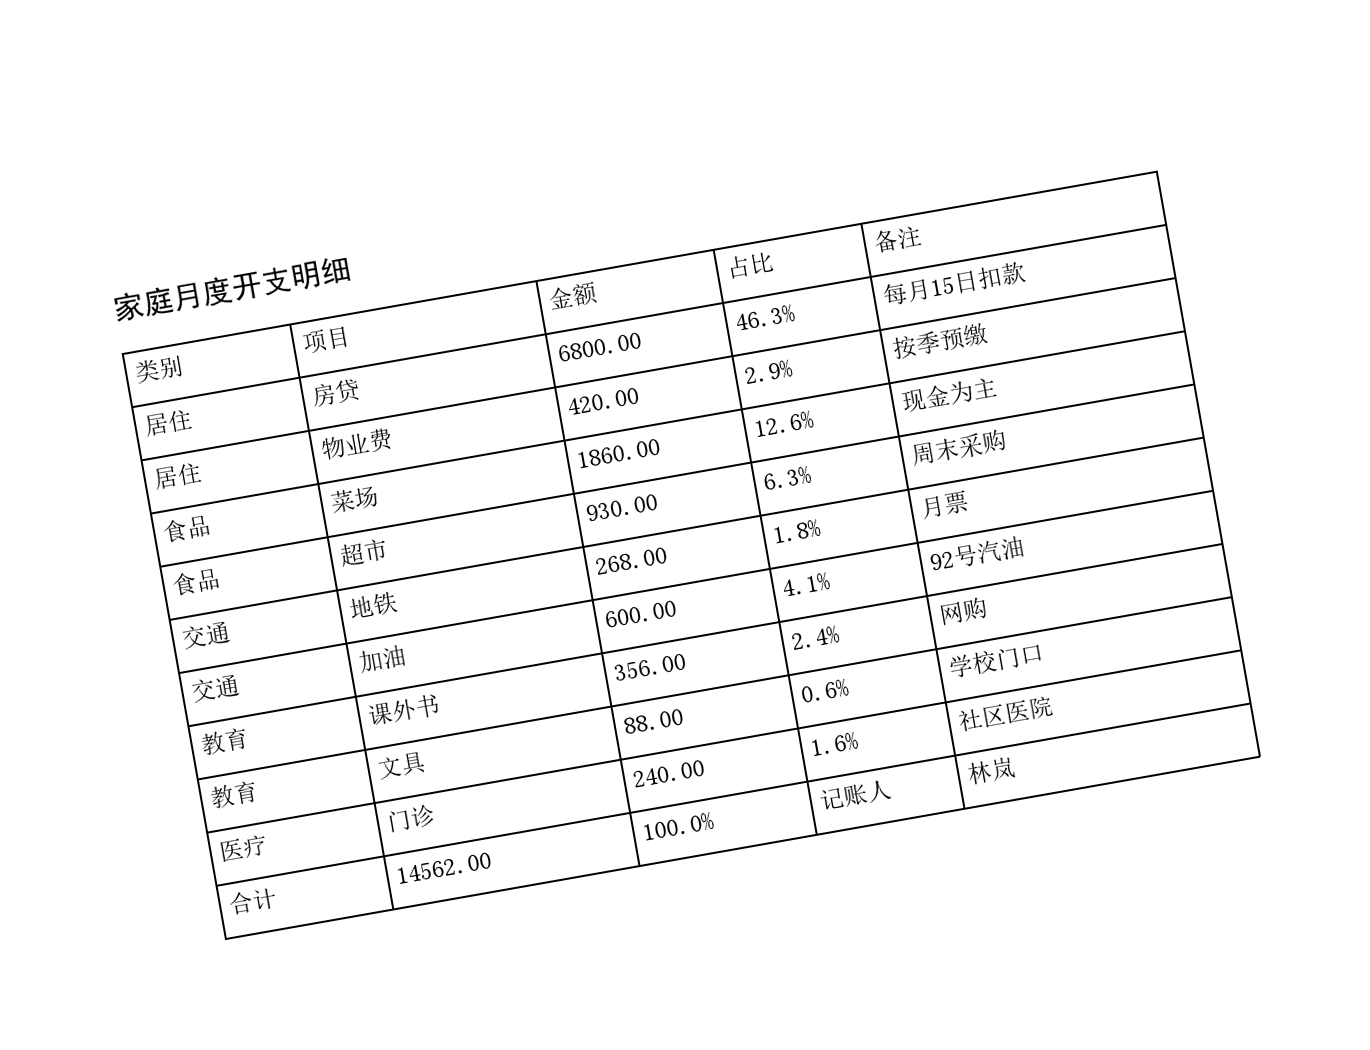 家庭月度开支明细
类别 项目 金额 占比 备注
居住 房贷 6800.00 46.3% 每月15日扣款
居住 物业费 420.00 2.9% 按季预缴
食品 菜场 1860.00 12.6% 现金为主
食品 超市 930.00 6.3% 周末采购
交通 地铁 268.00 1.8% 月票
交通 加油 600.00 4.1% 92号汽油
教育 课外书 356.00 2.4% 网购
教育 文具 88.00 0.6% 学校门口
医疗 门诊 240.00 1.6% 社区医院
合计 14562.00 100.0% 记账人 林岚